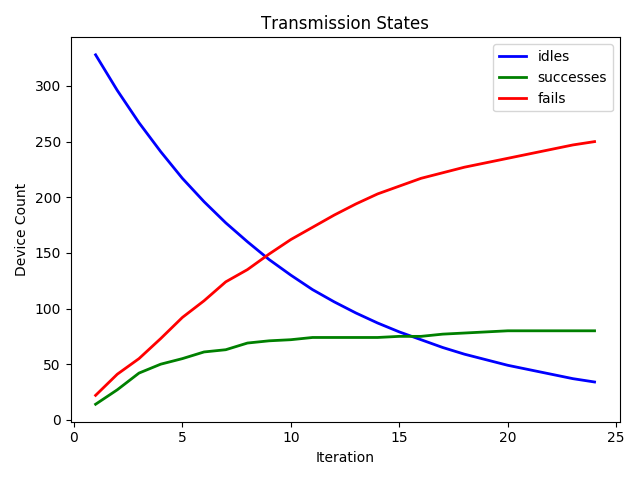 Transmission States
idles
successes
fails
Device Count
300
250
200
150
100
50
0
0 5 10 15 20 25
Iteration